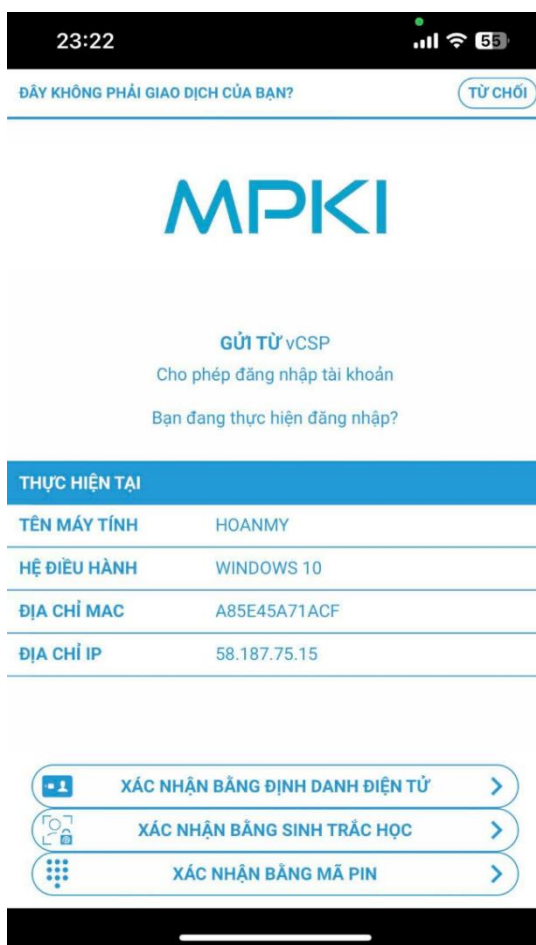 23:22
55
ĐÂY KHÔNG PHẢI GIAO DỊCH CỦA BẠN?
TỪ CHỐI
MPKI
GỬI TỪ vCSP
Cho phép đăng nhập tài khoản
Bạn đang thực hiện đăng nhập?
THỰC HIỆN TẠI
TÊN MÁY TÍNH HOANMY
HỆ ĐIỀU HÀNH WINDOWS 10
ĐỊA CHỈ MAC A85E45A71ACF
ĐỊA CHỈ IP 58.187.75.15
XÁC NHẬN BẰNG ĐỊNH DANH ĐIỆN TỬ
XÁC NHẬN BẰNG SINH TRẮC HỌC
XÁC NHẬN BẰNG MÃ PIN